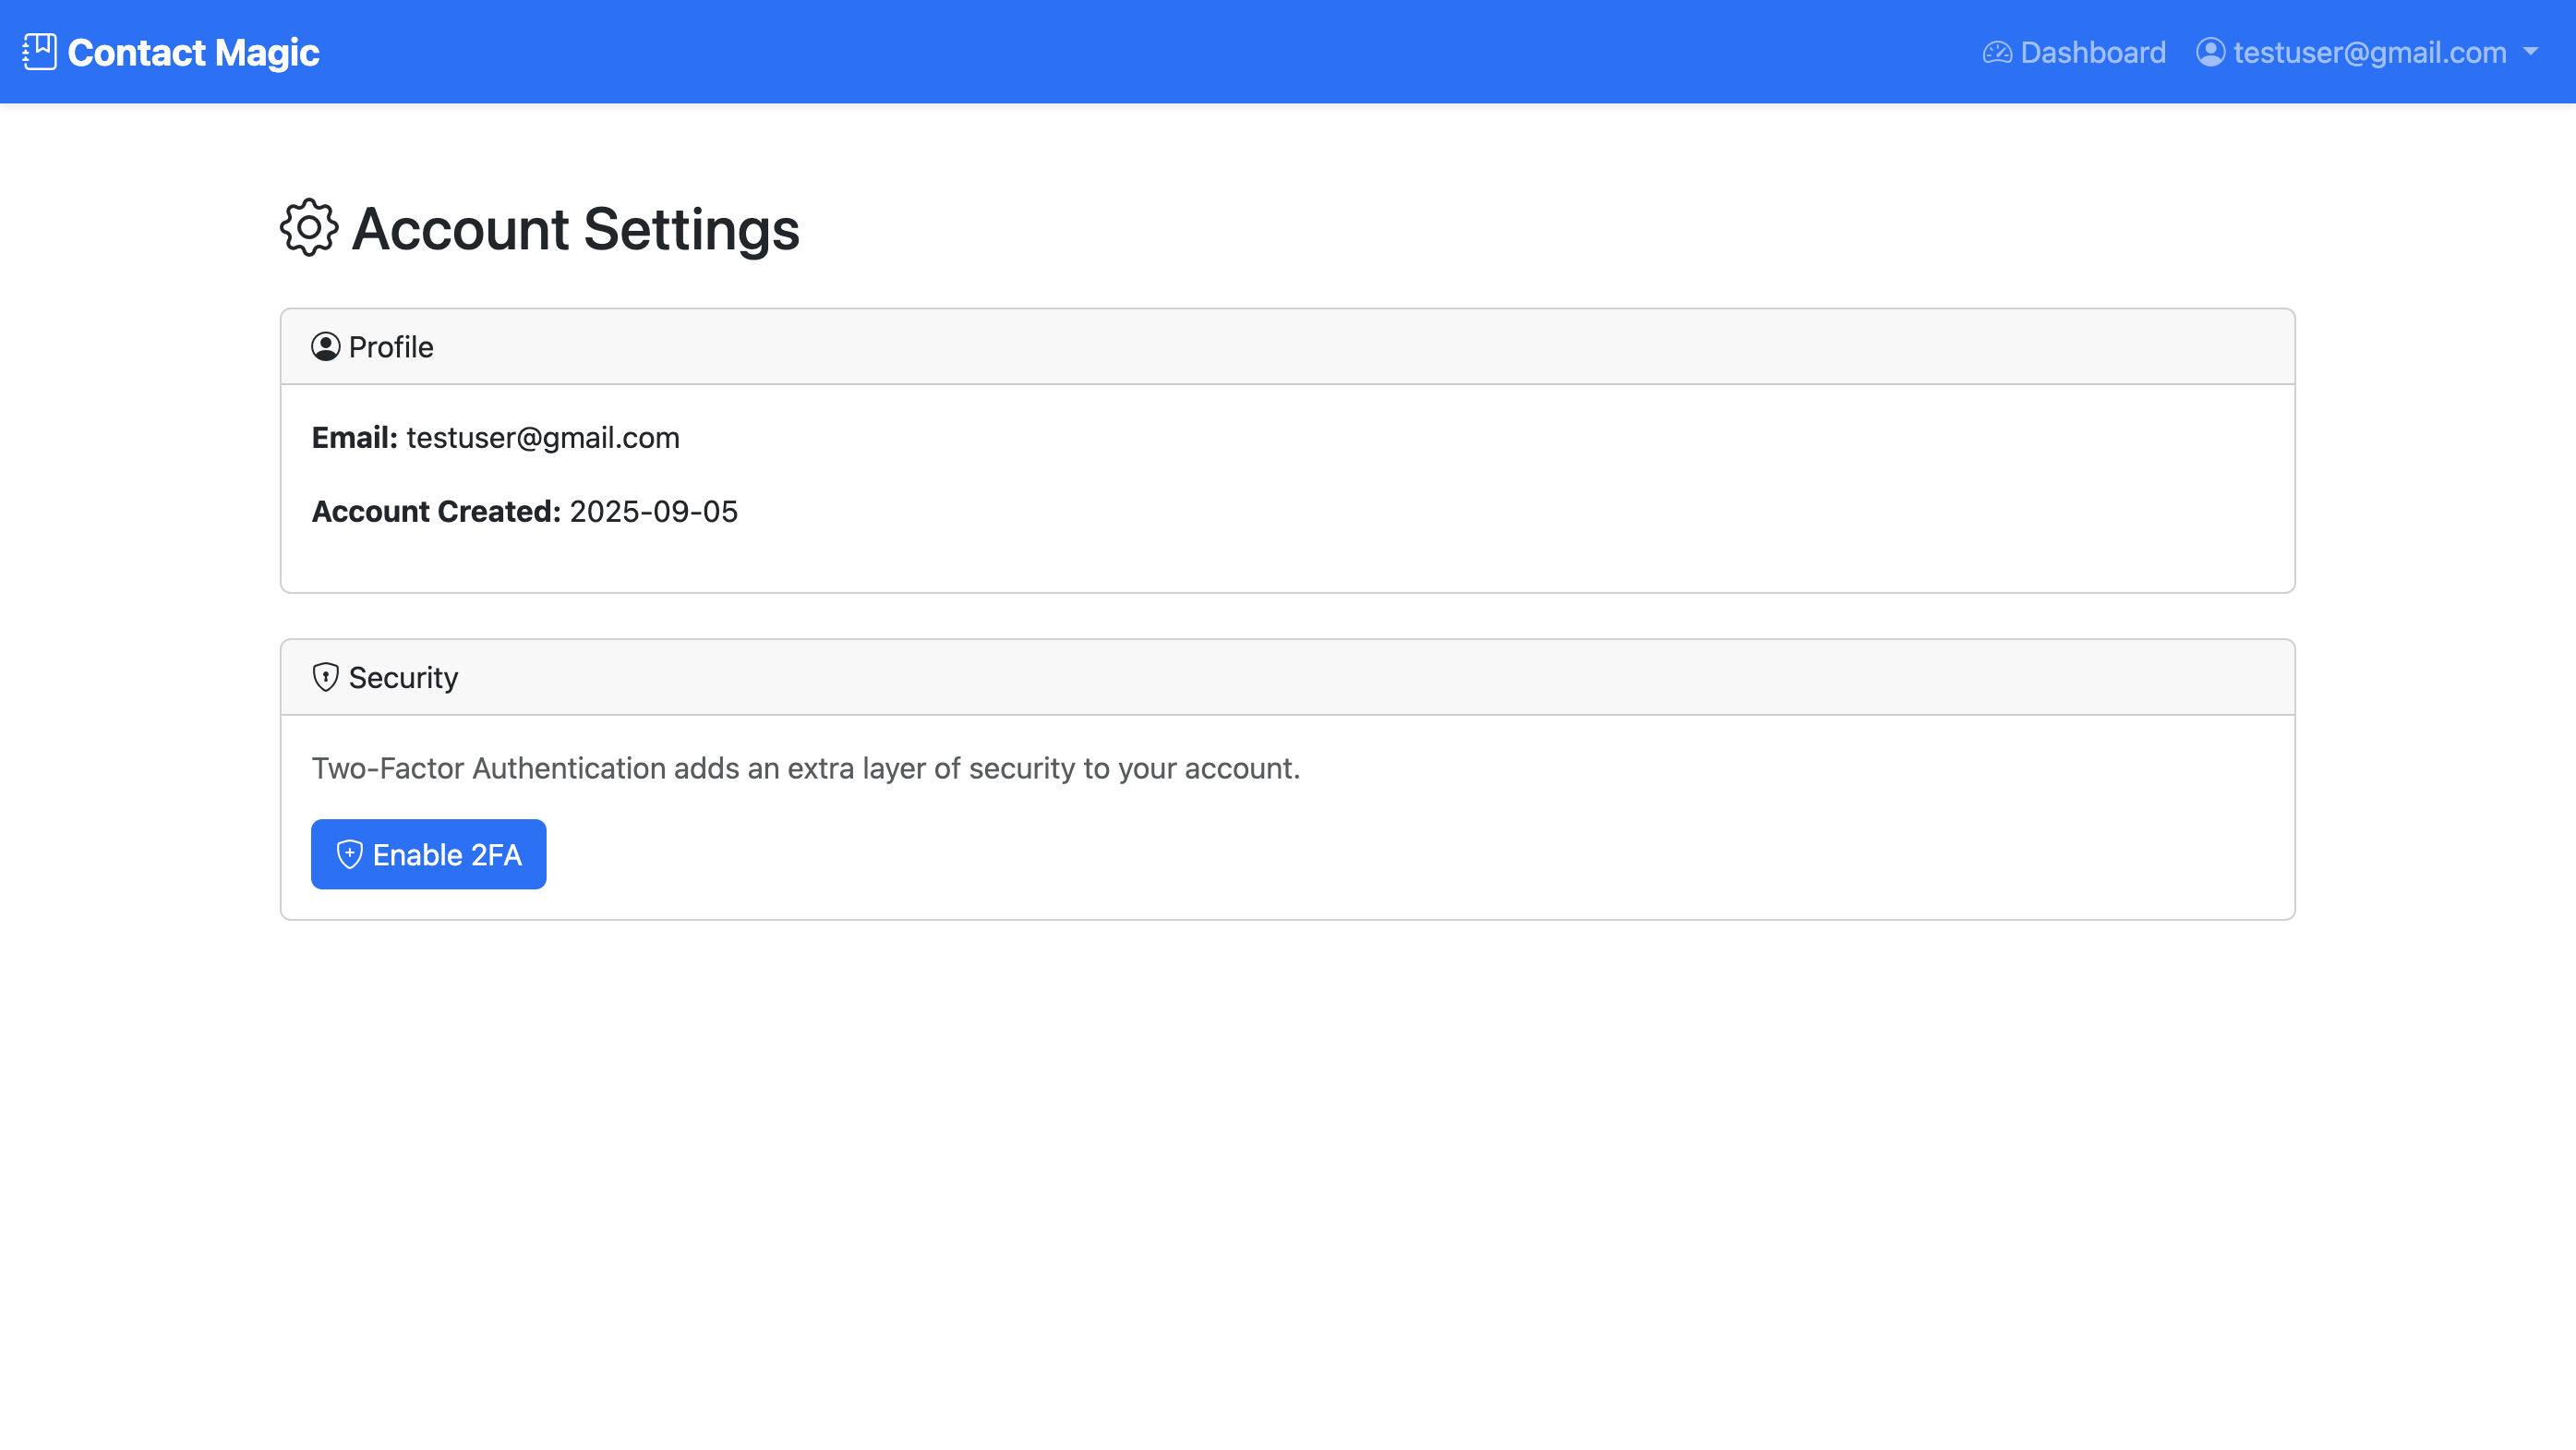 Contact Magic
Dashboard testuser@gmail.com
Account Settings
Profile
Email: testuser@gmail.com
Account Created: 2025-09-05
Security
Two-Factor Authentication adds an extra layer of security to your account.
Enable 2FA